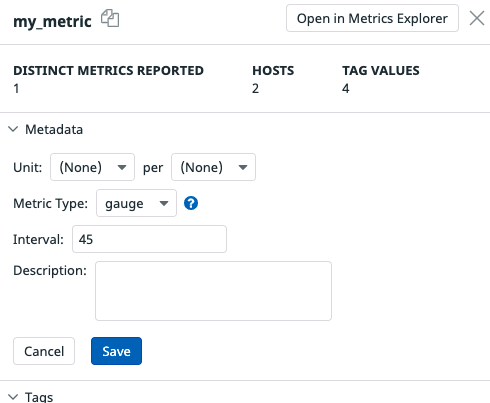 my_metric Open in Metrics Explorer
DISTINCT METRICS REPORTED HOSTS TAG VALUES
1 2 4
Metadata
Unit: (None) per (None)
Metric Type: gauge ?
Interval: 45
Description:
Cancel Save
Tags